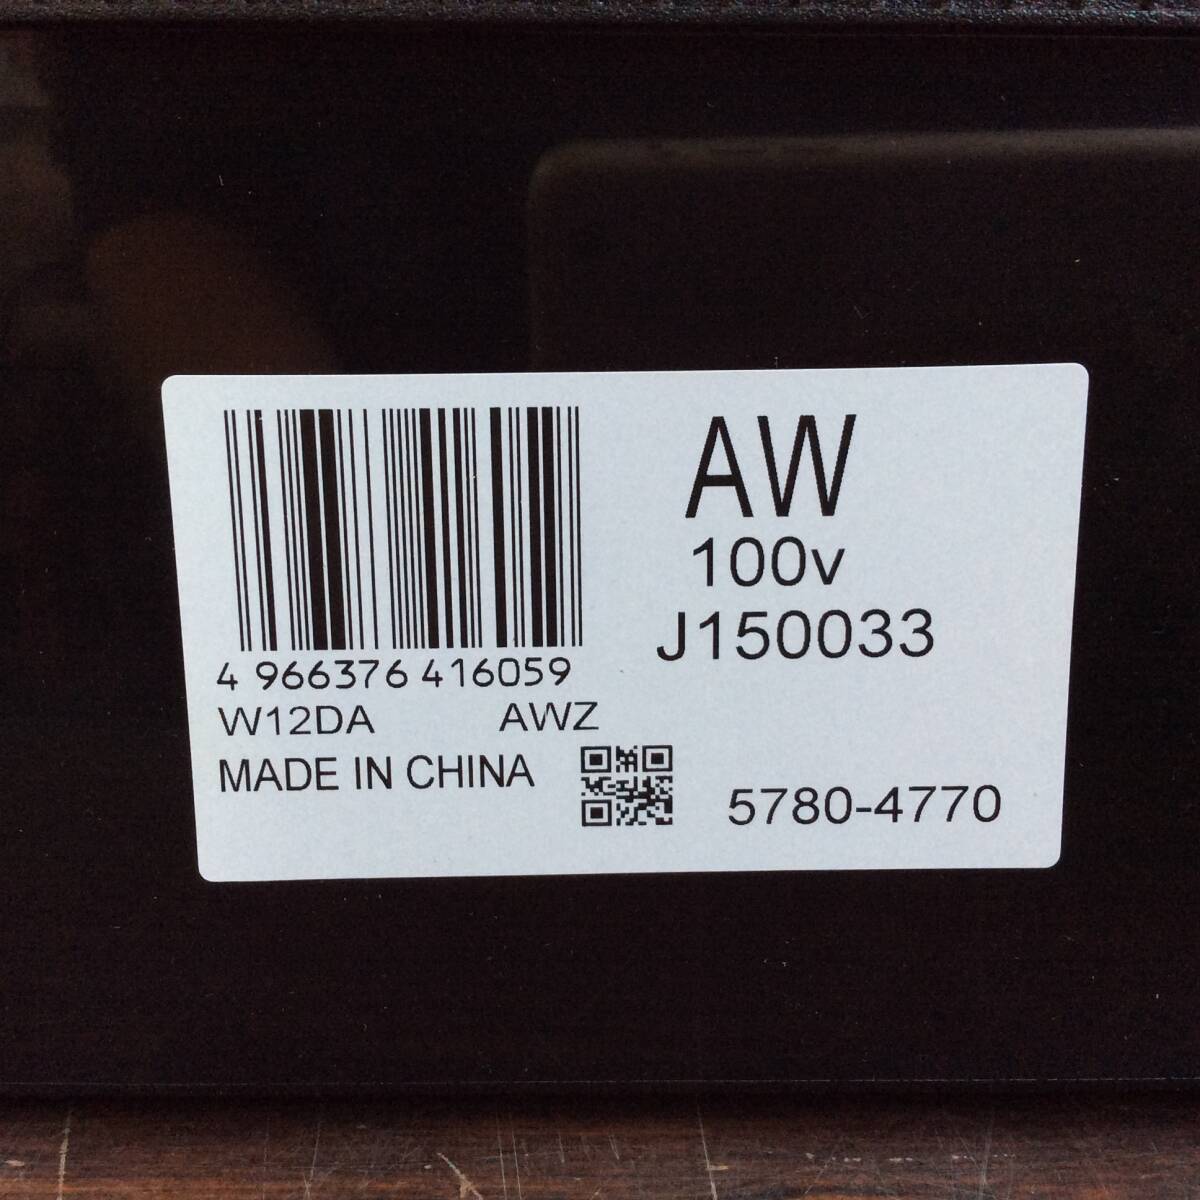 AW
100v
J150033
4 966376 416059
W12DA AWZ
MADE IN CHINA
5780-4770